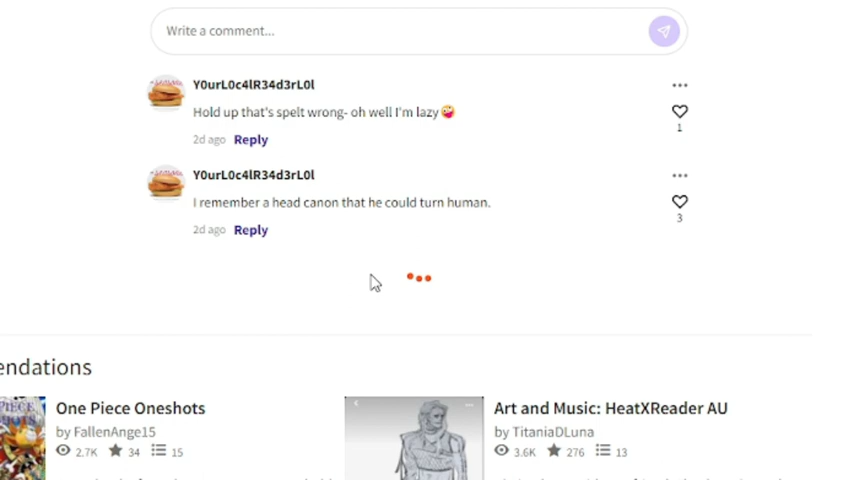 Write a comment...
Y0urL0c4lR34d3rL0l
Hold up that's spelt wrong- oh well I'm lazy🤪
1
2d ago Reply
Y0urL0c4lR34d3rL0l
I remember a head canon that he could turn human.
3
2d ago Reply
endations
One Piece Oneshots
by FallenAnge15
2.7K 34 15
Art and Music: HeatXReader AU
by TitaniaDLuna
3.6K 276 13